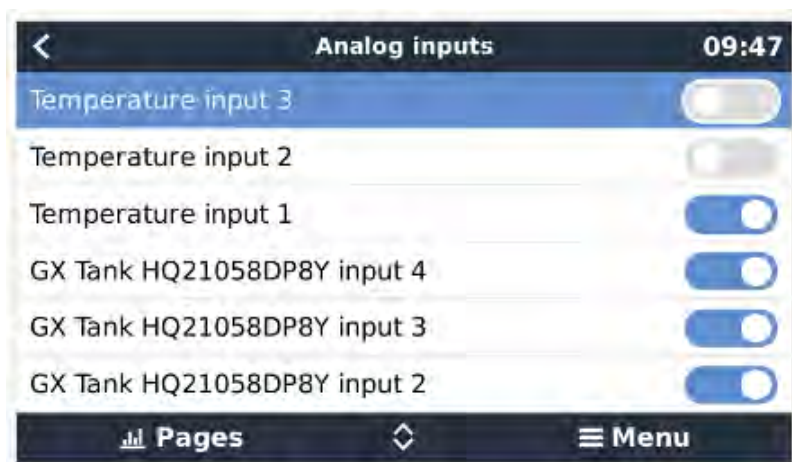 Analog inputs 09:47
Temperature input 3
Temperature input 2
Temperature input 1
GX Tank HQ21058DP8Y input 4
GX Tank HQ21058DP8Y input 3
GX Tank HQ21058DP8Y input 2
Pages Menu